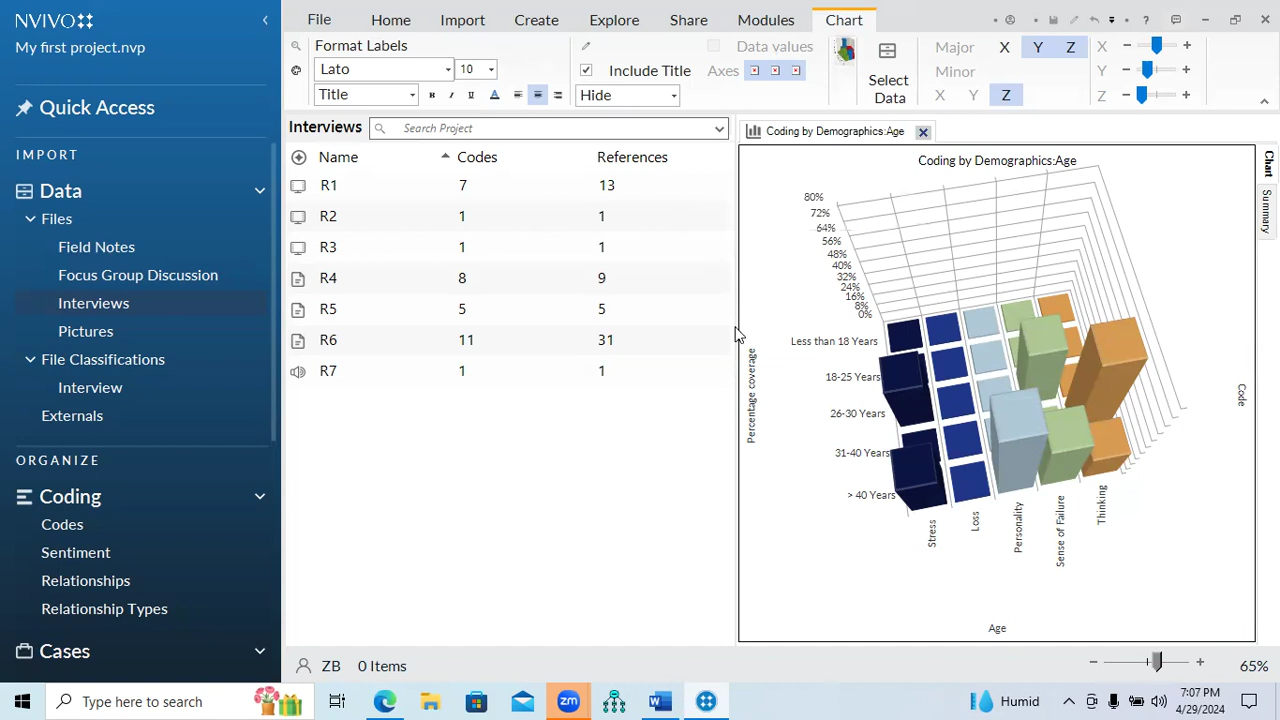 NVIVO
My first project.nvp
Quick Access
IMPORT
Data
Files
Field Notes
Focus Group Discussion
Interviews
Pictures
File Classifications
Interview
Externals
ORGANIZE
Coding
Codes
Sentiment
Relationships
Relationship Types
Cases
File Home Import Create Explore Share Modules Chart
Format Labels
Lato 10
Title B I U A
Include Title
Hide
Data values
Axes
Select
Data
Major X Y Z
Minor
X Y Z
X
Y
Z
Interviews Search Project
Name Codes References
R1 7 13
R2 1 1
R3 1 1
R4 8 9
R5 5 5
R6 11 31
R7 1 1
Coding by Demographics:Age
Coding by Demographics:Age
80%
72%
64%
56%
48%
40%
32%
24%
16%
8%
0%
Less than 18 Years
18-25 Years
26-30 Years
31-40 Years
> 40 Years
Percentage coverage
Stress
Loss
Personality
Sense of Failure
Thinking
Code
Age
Chart
Summary
ZB 0 Items
65%
Type here to search
zm
Humid
7:07 PM
4/29/2024